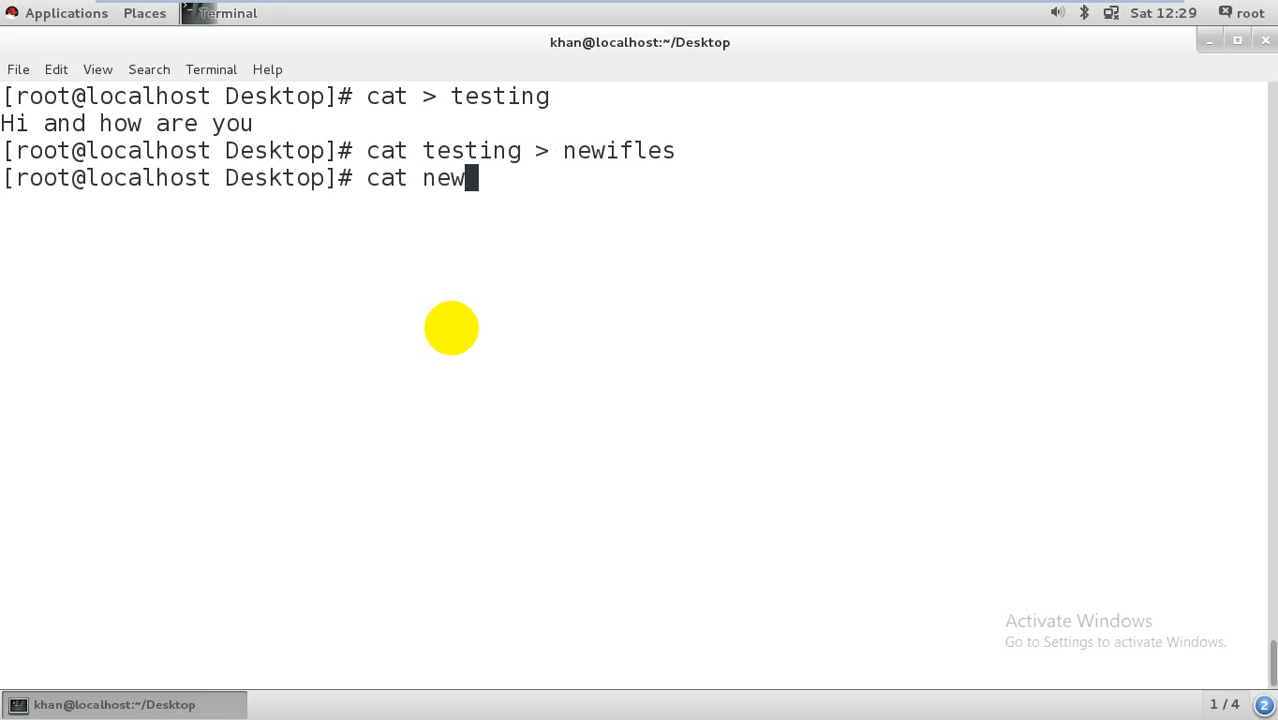 Applications Places Terminal Sat 12:29 root
khan@localhost:~/Desktop
File Edit View Search Terminal Help
[root@localhost Desktop]# cat > testing
Hi and how are you
[root@localhost Desktop]# cat testing > newifles
[root@localhost Desktop]# cat new
Activate Windows
Go to Settings to activate Windows.
khan@localhost:~/Desktop 1 / 4 2